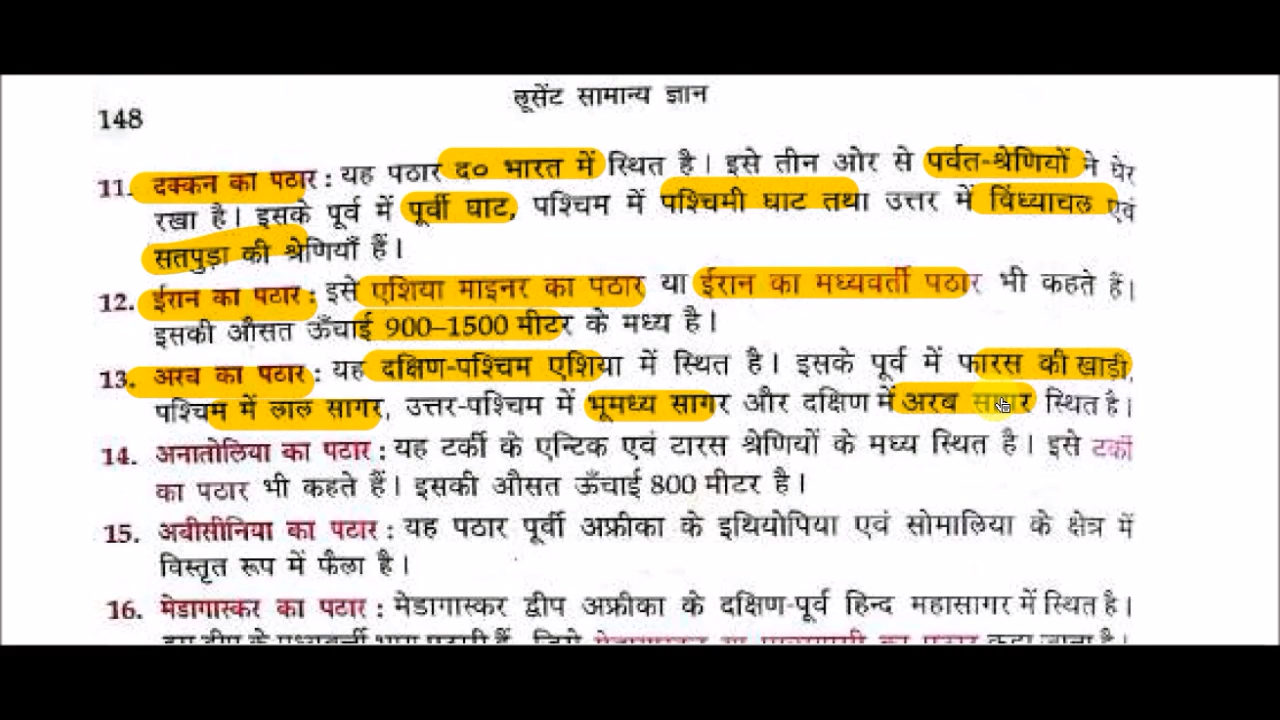 लूसेंट सामान्य ज्ञान
148
11. दक्कन का पठार : यह पठार द० भारत में स्थित है। इसे तीन ओर से पर्वत-श्रेणियों ने घेर
रखा है। इसके पूर्व में पूर्वी घाट, पश्चिम में पश्चिमी घाट तथा उत्तर में विंध्याचल एवं
सतपुड़ा की श्रेणियाँ हैं।
12. ईरान का पठार : इसे एशिया माइनर का पठार या ईरान का मध्यवर्ती पठार भी कहते हैं।
इसकी औसत ऊँचाई 900–1500 मीटर के मध्य है।
13. अरब का पठार : यह दक्षिण-पश्चिम एशिया में स्थित है। इसके पूर्व में फारस की खाड़ी,
पश्चिम में लाल सागर, उत्तर-पश्चिम में भूमध्य सागर और दक्षिण में अरब सागर स्थित है।
14. अनातोलिया का पठार : यह टर्की के एन्टिक एवं टारस श्रेणियों के मध्य स्थित है। इसे टर्की
का पठार भी कहते हैं। इसकी औसत ऊँचाई 800 मीटर है।
15. अबीसीनिया का पठार : यह पठार पूर्वी अफ्रीका के इथियोपिया एवं सोमालिया के क्षेत्र में
विस्तृत रूप में फैला है।
16. मेडागास्कर का पठार : मेडागास्कर द्वीप अफ्रीका के दक्षिण-पूर्व हिन्द महासागर में स्थित है।